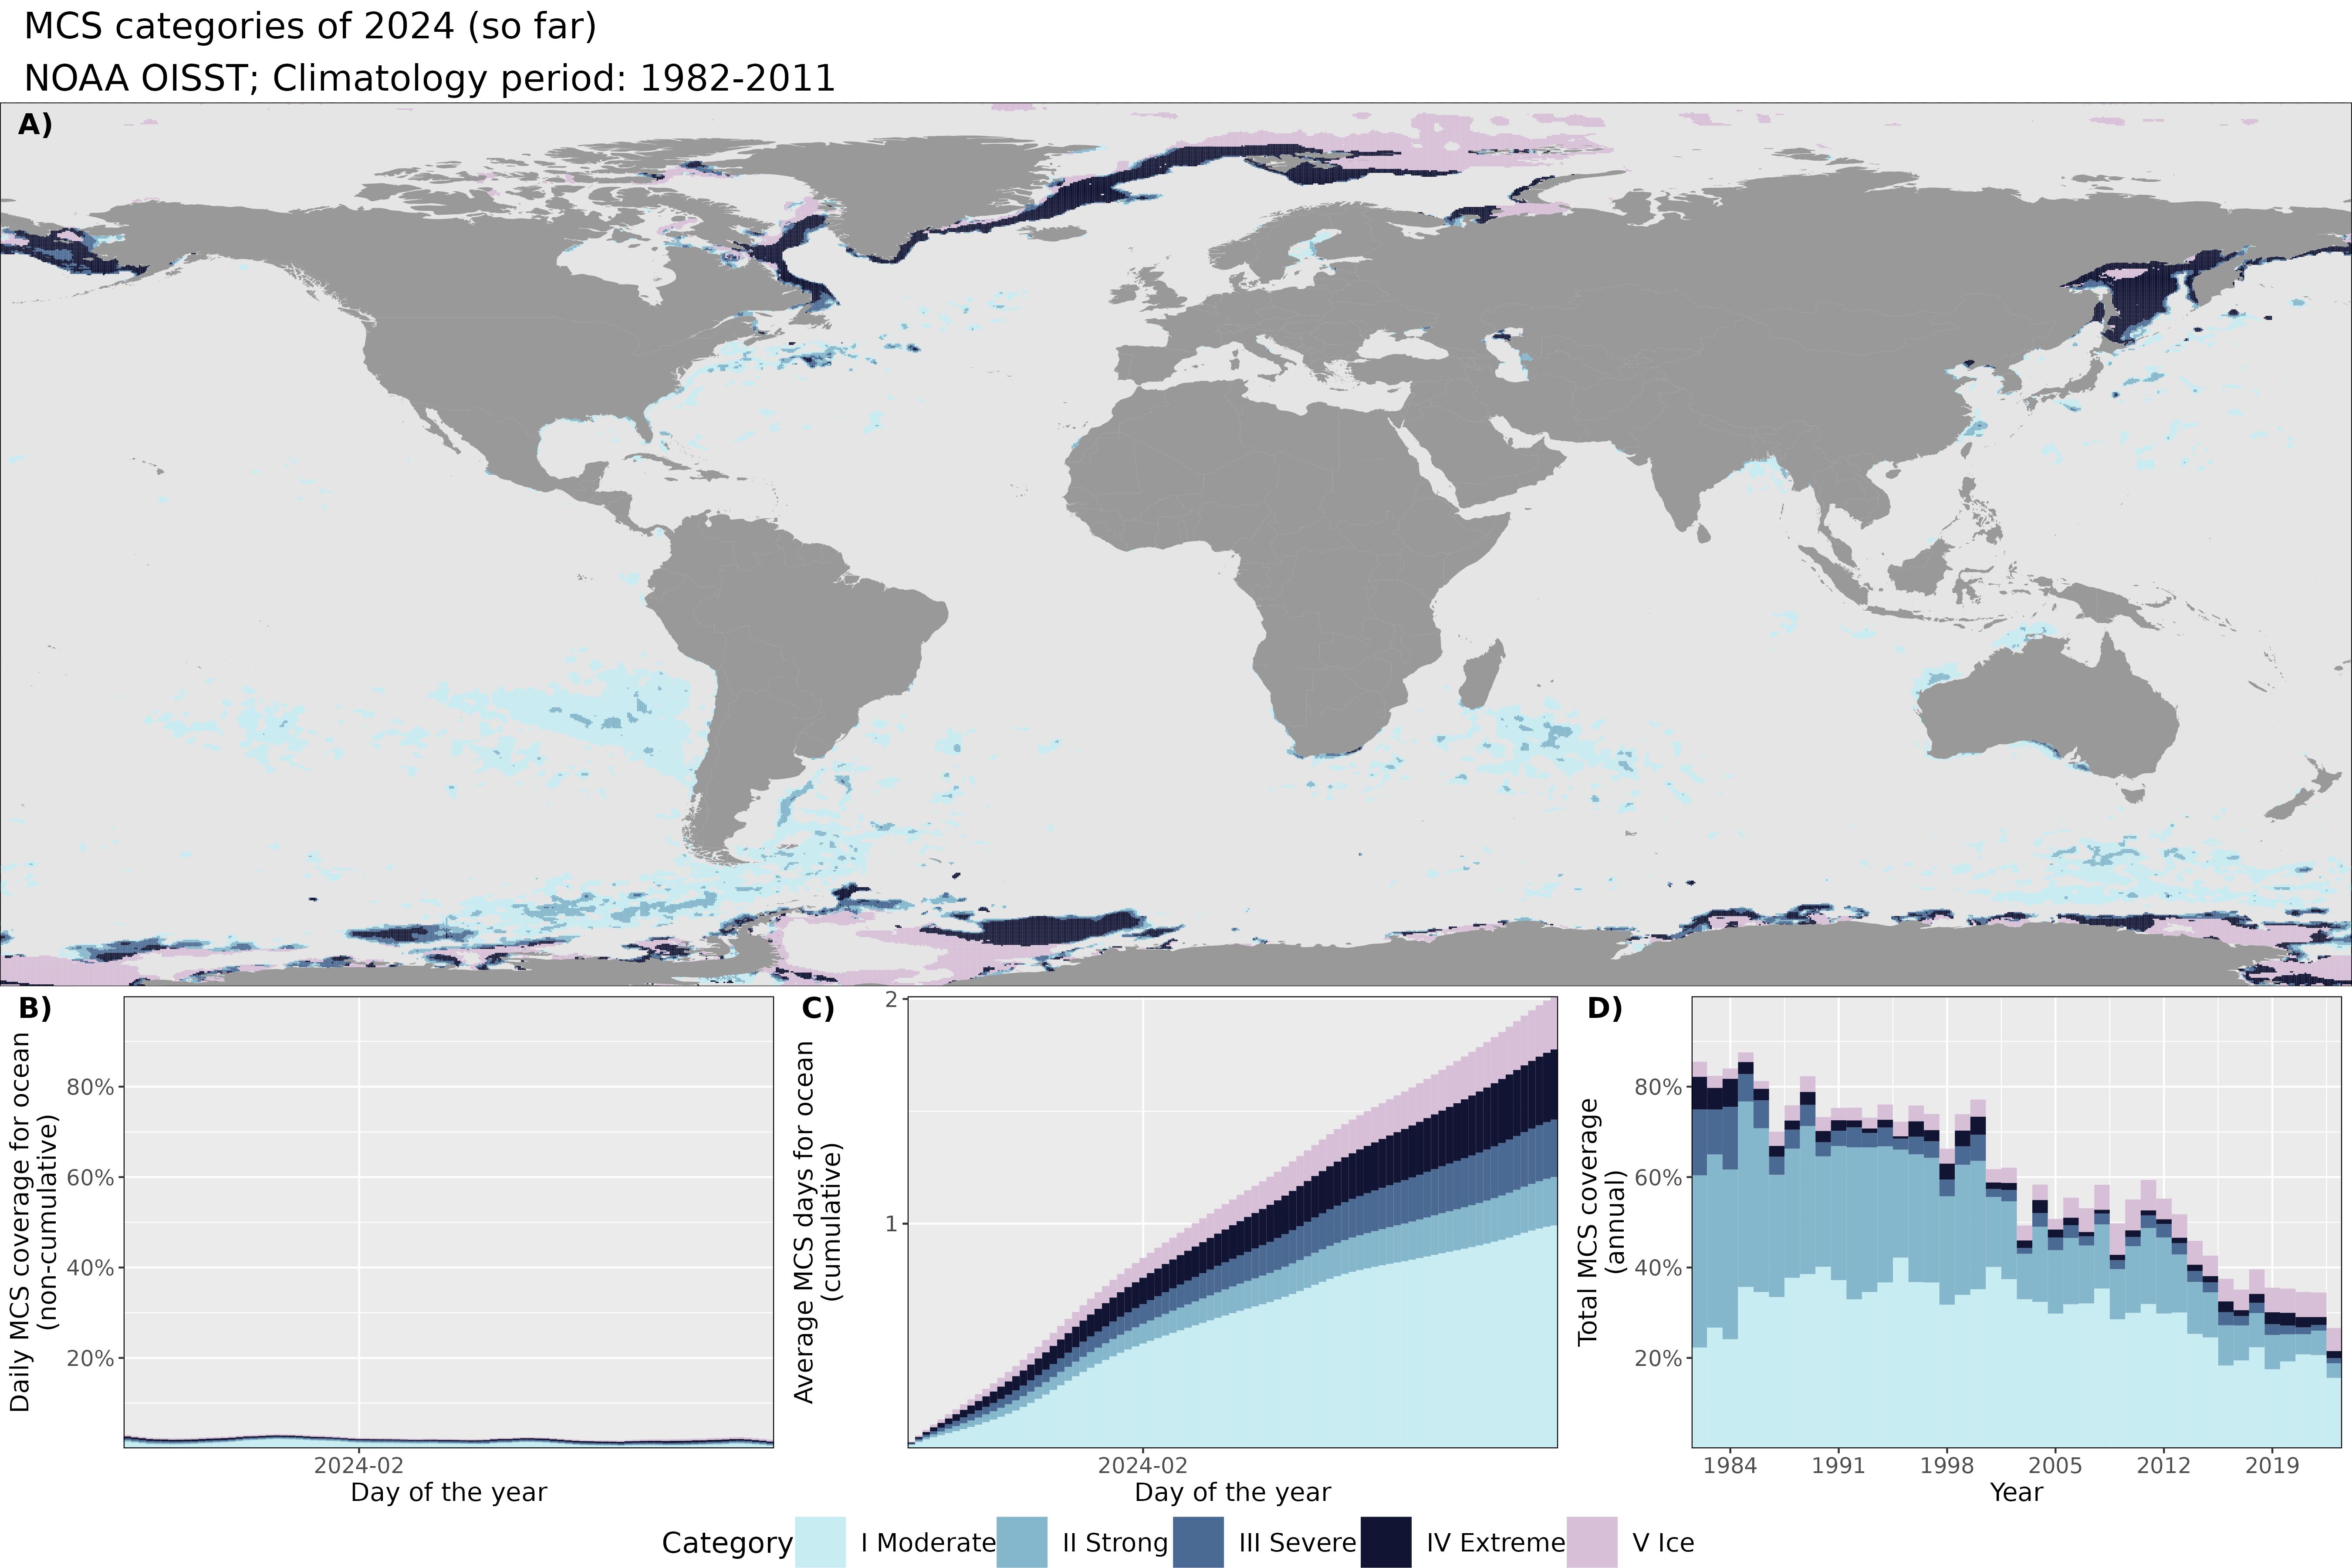 MCS categories of 2024 (so far)
NOAA OISST; Climatology period: 1982-2011
A)
B)
Daily MCS coverage for ocean
(non-cumulative)
80%
60%
40%
20%
2024-02
Day of the year
C)
Average MCS days for ocean
(cumulative)
2
1
2024-02
Day of the year
D)
Total MCS coverage
(annual)
80%
60%
40%
20%
1984 1991 1998 2005 2012 2019
Year
Category I Moderate II Strong III Severe IV Extreme V Ice